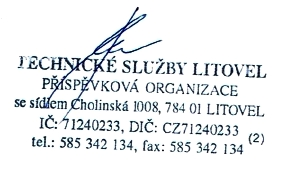 TECHNICKÉ SLUŽBY LITOVEL
PŘÍSPĚVKOVÁ ORGANIZACE
se sídlem Cholinská 1008, 784 01 LITOVEL
IČ: 71240233, DIČ: CZ71240233 (2)
tel.: 585 342 134, fax: 585 342 134